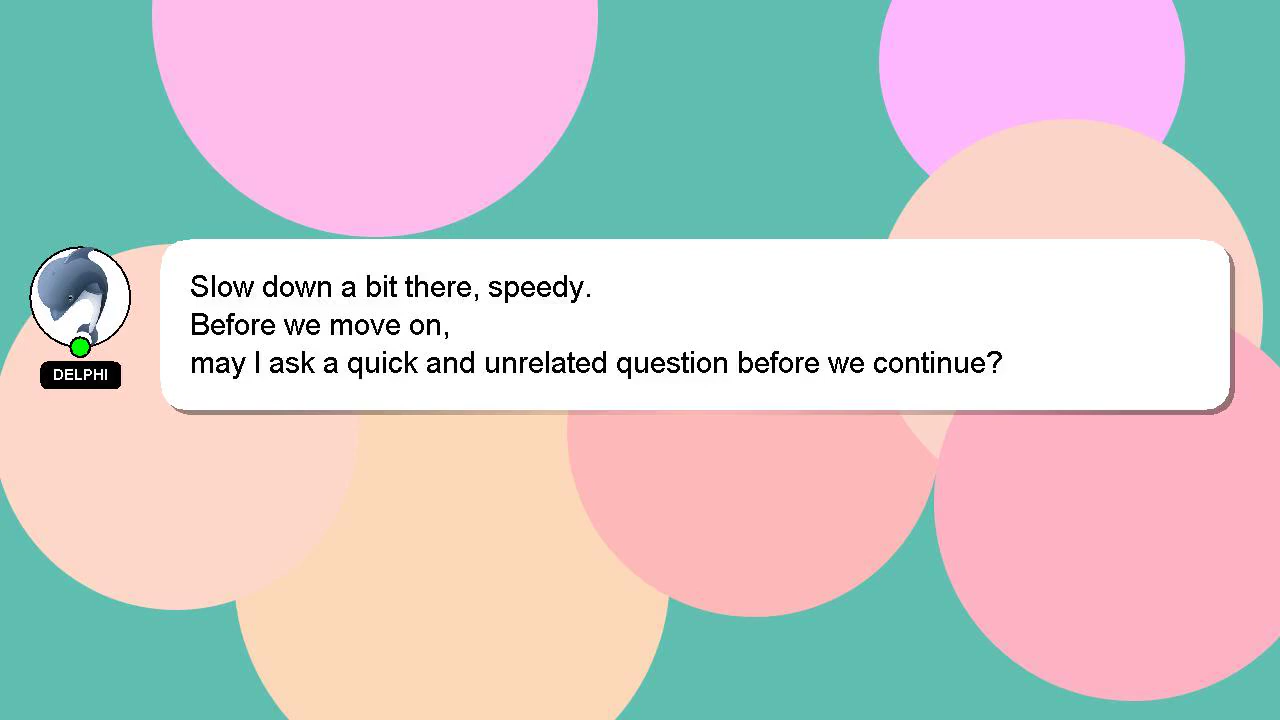 Slow down a bit there, speedy.
Before we move on,
may I ask a quick and unrelated question before we continue?
DELPHI